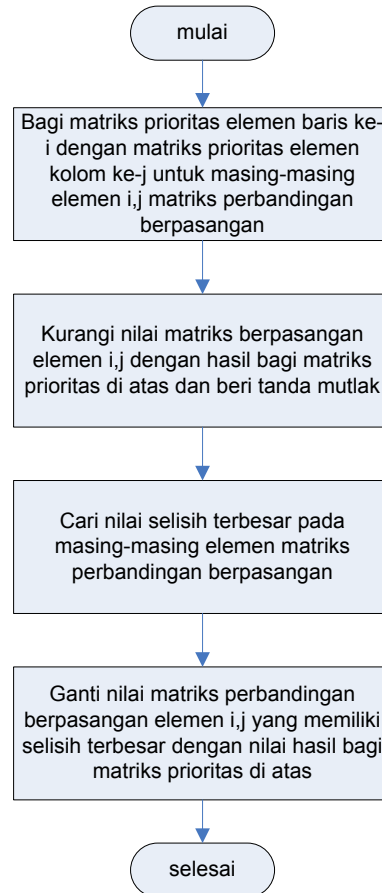 mulai
Bagi matriks prioritas elemen baris ke-
i dengan matriks prioritas elemen
kolom ke-j untuk masing-masing
elemen i,j matriks perbandingan
berpasangan
Kurangi nilai matriks berpasangan
elemen i,j dengan hasil bagi matriks
prioritas di atas dan beri tanda mutlak
Cari nilai selisih terbesar pada
masing-masing elemen matriks
perbandingan berpasangan
Ganti nilai matriks perbandingan
berpasangan elemen i,j yang memiliki
selisih terbesar dengan nilai hasil bagi
matriks prioritas di atas
selesai